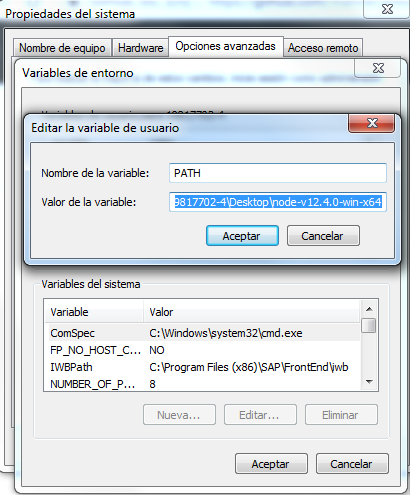 Propiedades del sistema
Nombre de equipo Hardware Opciones avanzadas Acceso remoto
Variables de entorno
Editar la variable de usuario
Nombre de la variable: PATH
Valor de la variable: 9817702-4\Desktop\node-v12.4.0-win-x64
Aceptar Cancelar
Variables del sistema
Variable Valor
ComSpec C:\Windows\system32\cmd.exe
FP_NO_HOST_C... NO
IWBPath C:\Program Files (x86)\SAP\FrontEnd\iwb
NUMBER_OF_P... 8
Nueva... Editar... Eliminar
Aceptar Cancelar